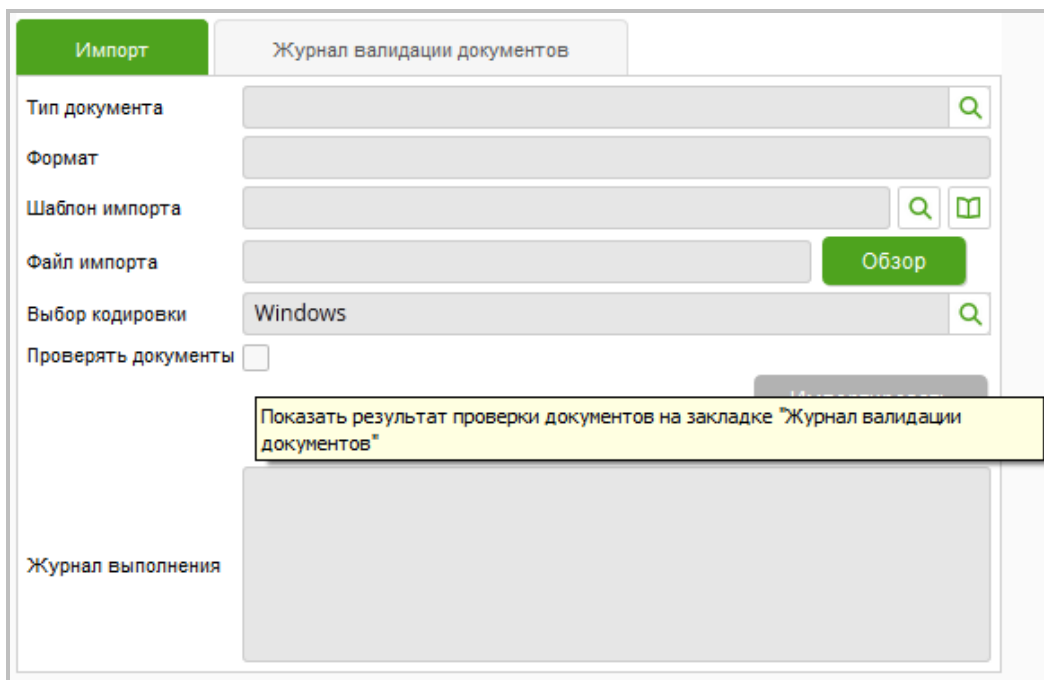 Импорт
Журнал валидации документов
Тип документа
Формат
Шаблон импорта
Файл импорта
Обзор
Выбор кодировки
Windows
Проверять документы
Показать результат проверки документов на закладке "Журнал валидации
документов"
Журнал выполнения